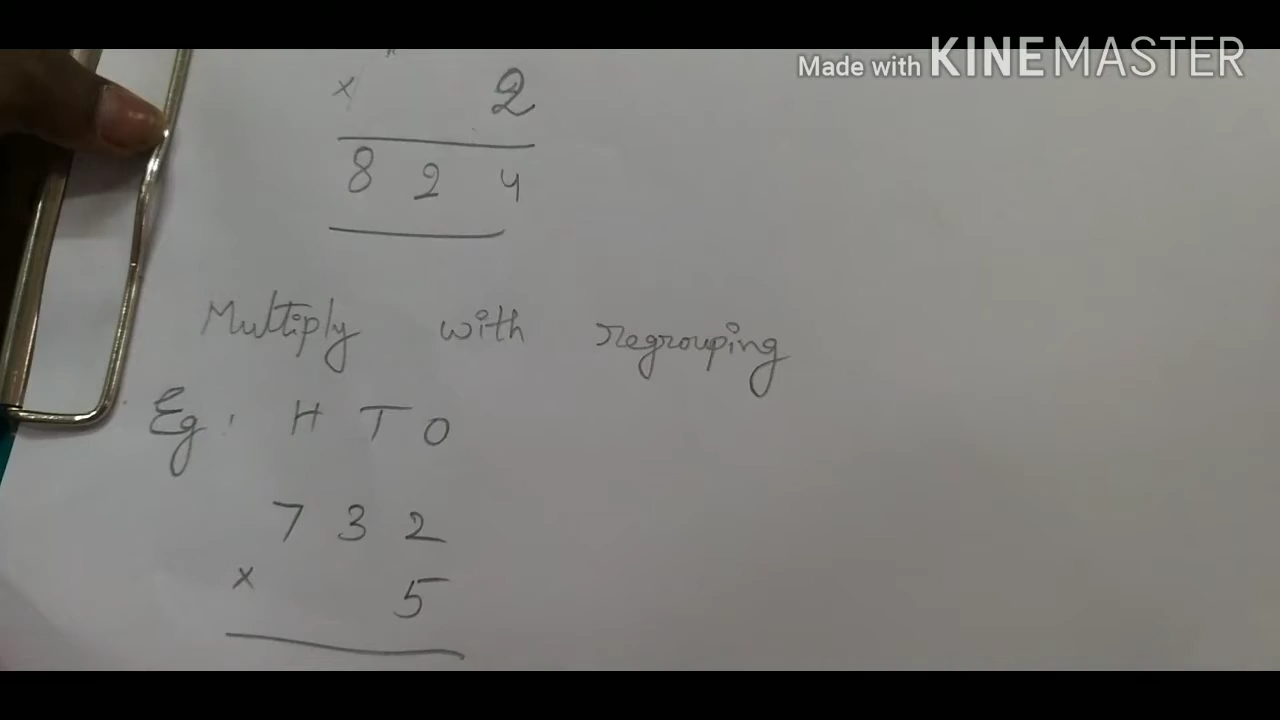 Made with KINEMASTER
× 2
8 2 4
Multiply with regrouping
Eg: H T O
7 3 2
× 5